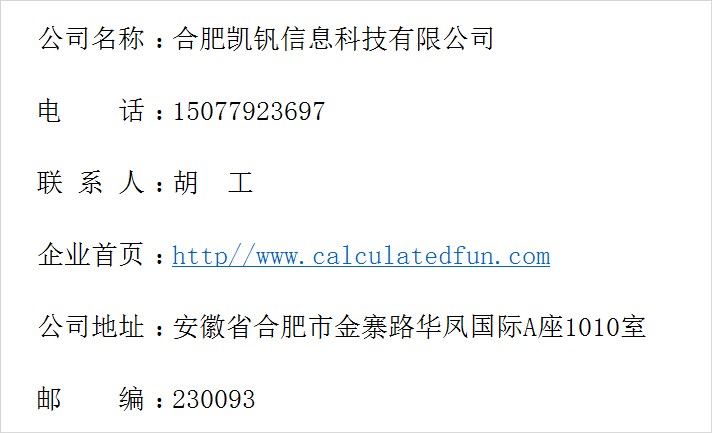 公司名称：合肥凯钒信息科技有限公司
电　　话：15077923697
联 系 人：胡　工
企业首页：http//www.calculatedfun.com
公司地址：安徽省合肥市金寨路华凤国际A座1010室
邮　　编：230093